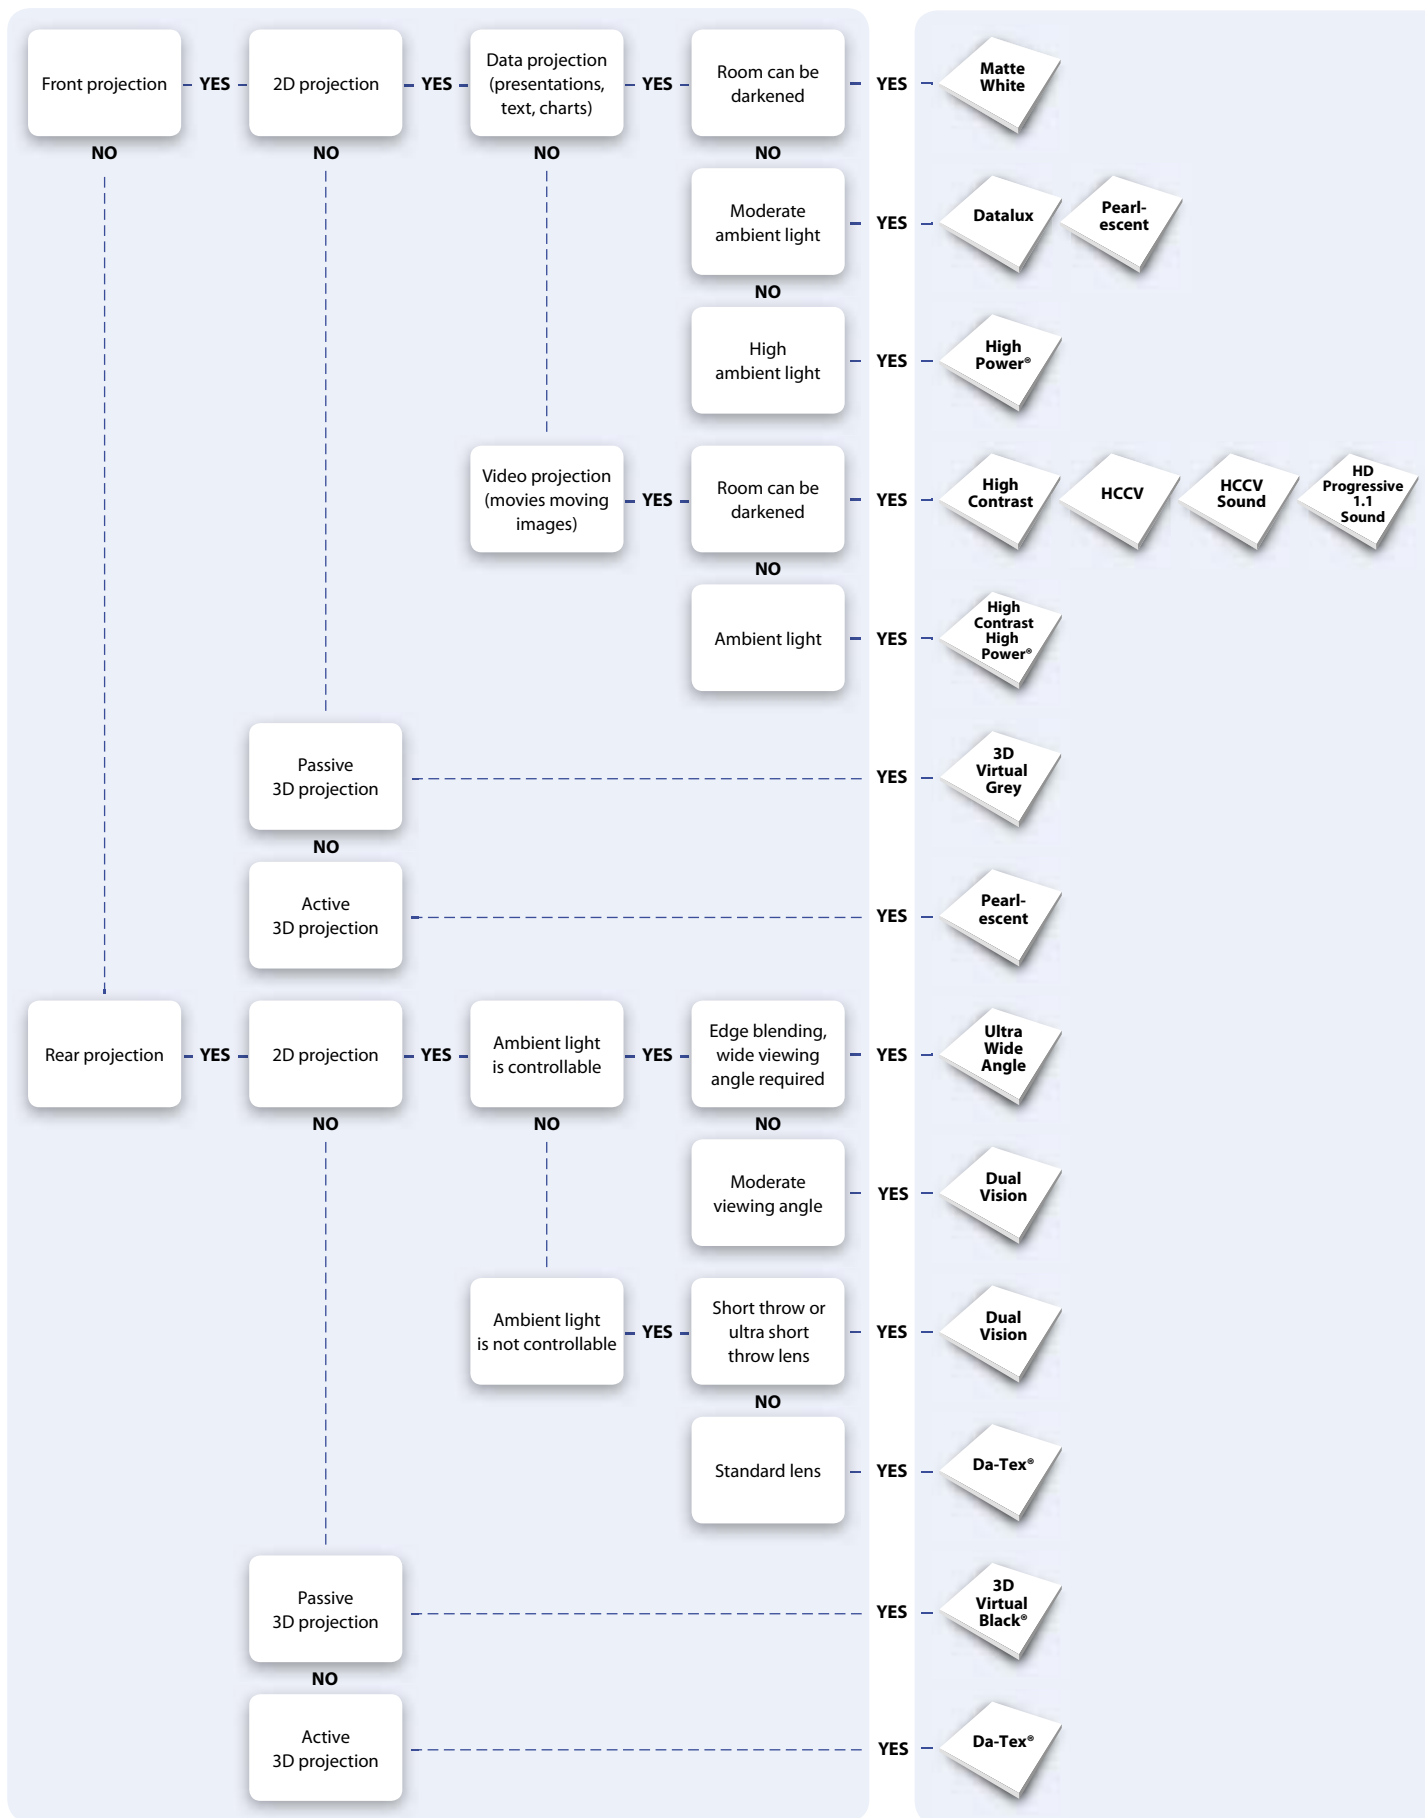 Front projection
YES
2D projection
YES
Data projection
(presentations,
text, charts)
YES
Room can be
darkened
YES
Matte
White
NO
NO
NO
NO
Moderate
ambient light
YES
Datalux
Pearl-
escent
NO
High
ambient light
YES
High
Power®
Video projection
(movies moving
images)
YES
Room can be
darkened
YES
High
Contrast
HCCV
HCCV
Sound
HD
Progressive
1.1
Sound
NO
Ambient light
YES
High
Contrast
High
Power®
Passive
3D projection
YES
3D
Virtual
Grey
NO
Active
3D projection
YES
Pearl-
escent
Rear projection
YES
2D projection
YES
Ambient light
is controllable
YES
Edge blending,
wide viewing
angle required
YES
Ultra
Wide
Angle
NO
NO
NO
Moderate
viewing angle
YES
Dual
Vision
Ambient light
is not controllable
YES
Short throw or
ultra short
throw lens
YES
Dual
Vision
NO
Standard lens
YES
Da-Tex®
Passive
3D projection
YES
3D
Virtual
Black®
NO
Active
3D projection
YES
Da-Tex®